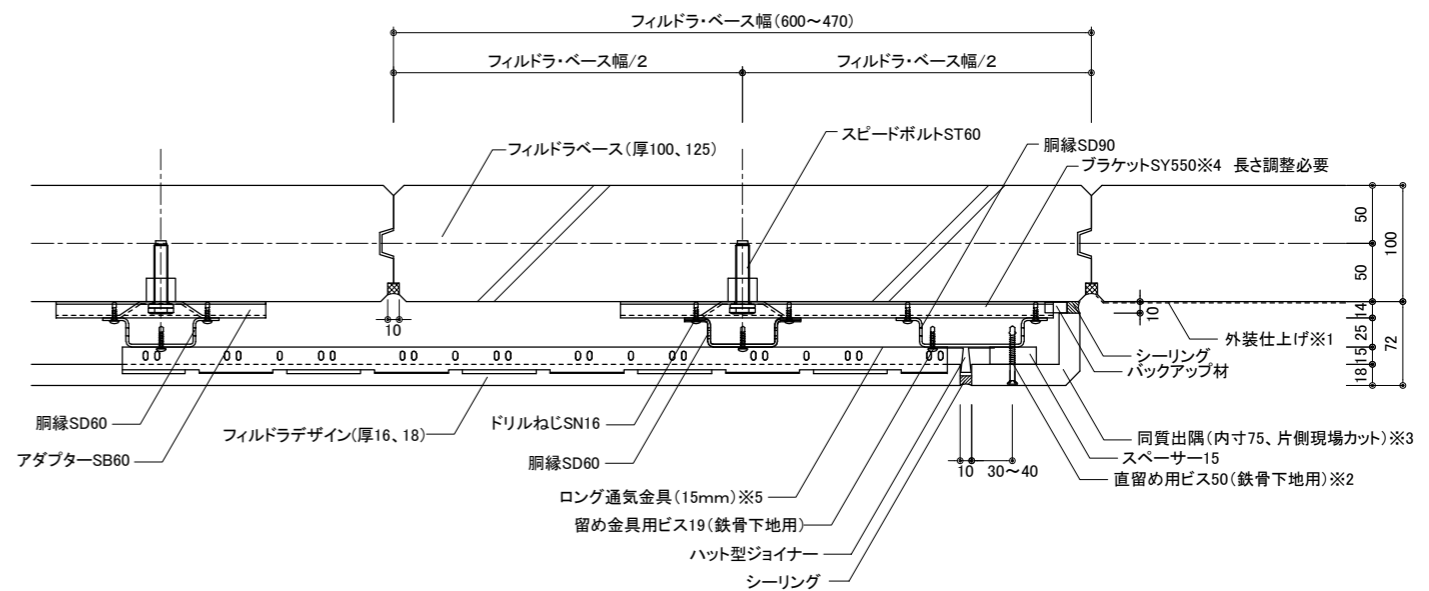 フィルドラ・ベース幅(600～470)
フィルドラ・ベース幅/2
フィルドラ・ベース幅/2
スピードボルトST60
フィルドラベース(厚100、125)
胴縁SD90
ブラケットSY550※4 長さ調整必要
50
50
100
14
25
15
18
72
10
10
外装仕上げ※1
シーリング
バックアップ材
胴縁SD60
アダプターSB60
フィルドラデザイン(厚16、18)
ドリルねじSN16
胴縁SD60
ロング通気金具(15mm)※5
留め金具用ビス19(鉄骨下地用)
ハット型ジョイナー
シーリング
10
30～40
同質出隅(内寸75、片側現場カット)※3
スペーサー15
直留め用ビス50(鉄骨下地用)※2